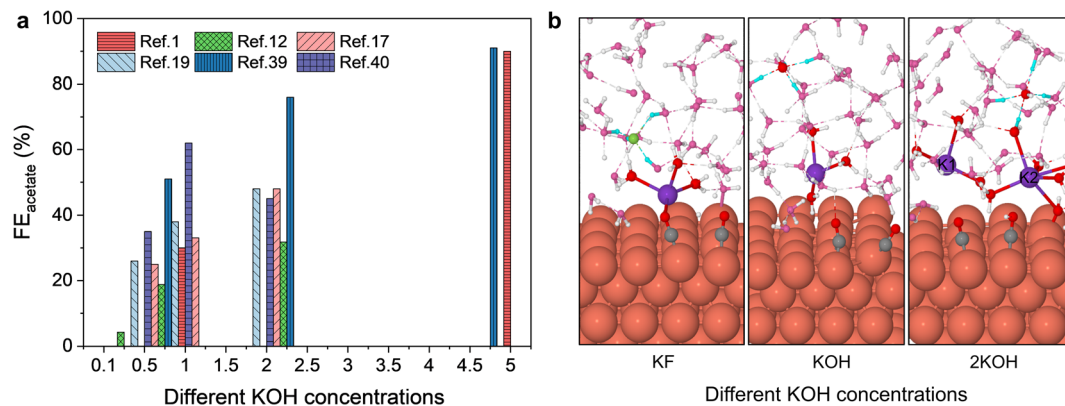 a
FEacetate (%)
100
80
60
40
20
0
Ref.1
Ref.12
Ref.17
Ref.19
Ref.39
Ref.40
0.1 0.5 1 1.5 2 2.5 3 3.5 4 4.5 5
Different KOH concentrations
b
K1
K2
KF
KOH
2KOH
Different KOH concentrations